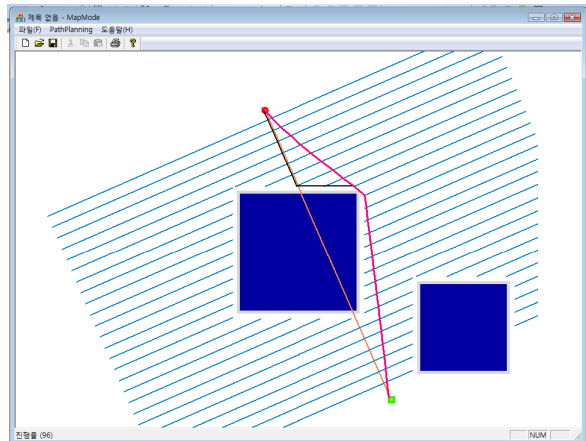 제목 없음 - MapMode
파일(F) PathPlanning 도움말(H)
진행률 (96)
NUM